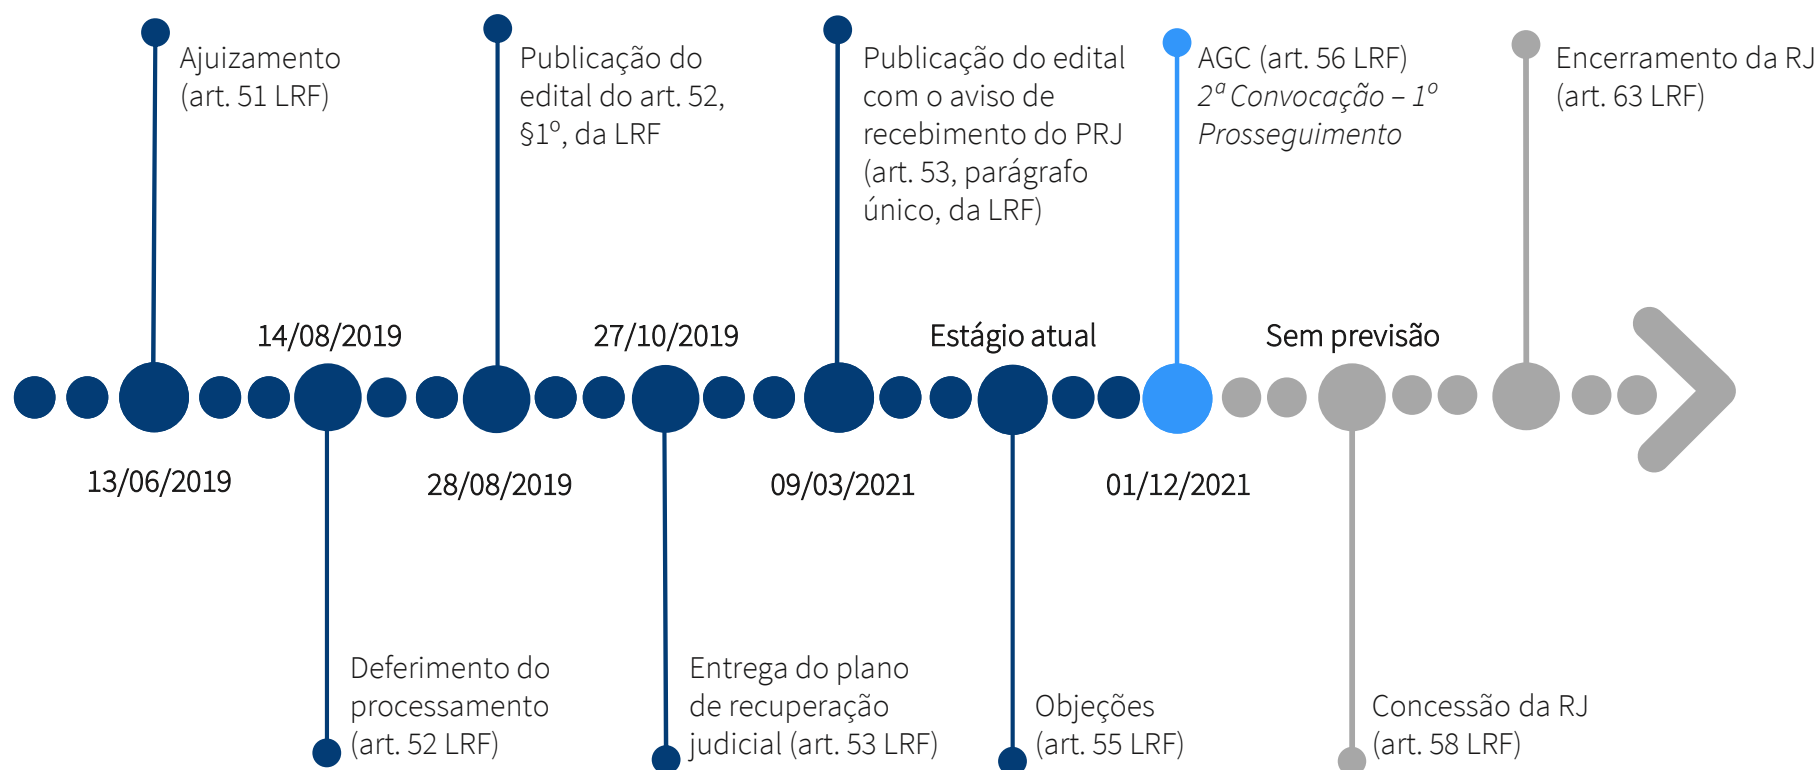 Ajuizamento
(art. 51 LRF)
Publicação do
edital do art. 52,
§1º, da LRF
Publicação do edital
com o aviso de
recebimento do PRJ
(art. 53, parágrafo
único, da LRF)
AGC (art. 56 LRF)
2ª Convocação – 1º
Prosseguimento
Encerramento da RJ
(art. 63 LRF)
14/08/2019
27/10/2019
Estágio atual
Sem previsão
13/06/2019
28/08/2019
09/03/2021
01/12/2021
Deferimento do
processamento
(art. 52 LRF)
Entrega do plano
de recuperação
judicial (art. 53 LRF)
Objeções
(art. 55 LRF)
Concessão da RJ
(art. 58 LRF)